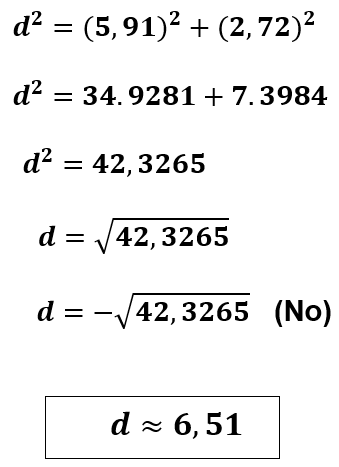 d² = (5,91)² + (2,72)²
d² = 34.9281 + 7.3984
d² = 42,3265
d = √42,3265
d = −√42,3265 (No)
d ≈ 6,51